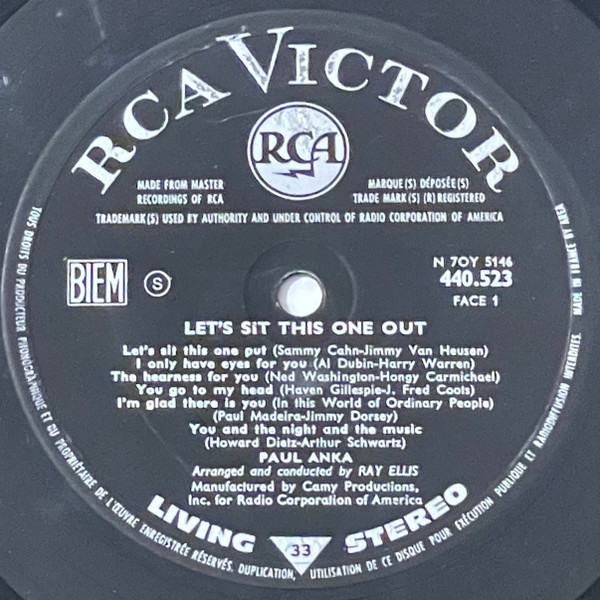 RCA VICTOR
RCA
MADE FROM MASTER
RECORDINGS OF RCA
MARQUE(S) DÉPOSÉE(S)
TRADE MARK(S) (R) REGISTERED
TRADEMARK(S) USED BY AUTHORITY AND UNDER CONTROL OF RADIO CORPORATION OF AMERICA
BIEM
S
N 7OY 5146
440.523
FACE 1
LET'S SiT THIS ONE OUT
Let's sit this one put (Sammy Cahn-Jimmy Van Heusen)
I only have eyes for you (Al Dubin-Harry Warren)
The hearness for you (Ned Washington-Hongy Carmichael)
You go to my head (Haven Gillespie-J. Fred Coots)
I'm glad there is you (In this World of Ordinary People)
(Paul Madeira-Jimmy Dorsey)
You and the night and the music
(Howard Dietz-Arthur Schwartz)
PAUL ANKA
Arranged and conducted by RAY ELLIS
Manufactured by Camy Productions,
Inc. for Radio Corporation of America
LIVING STEREO
33
TOUS DROITS DU PRODUCTEUR PHONOGRAPHIQUE ET DU PROPRIÉTAIRE DE L'ŒUVRE ENREGISTRÉE RÉSERVÉS. DUPLICATION, UTILISATION DE CE DISQUE POUR EXÉCUTION PUBLIQUE ET RADIODIFFUSION INTERDITES. MADE IN FRANCE BY AREA